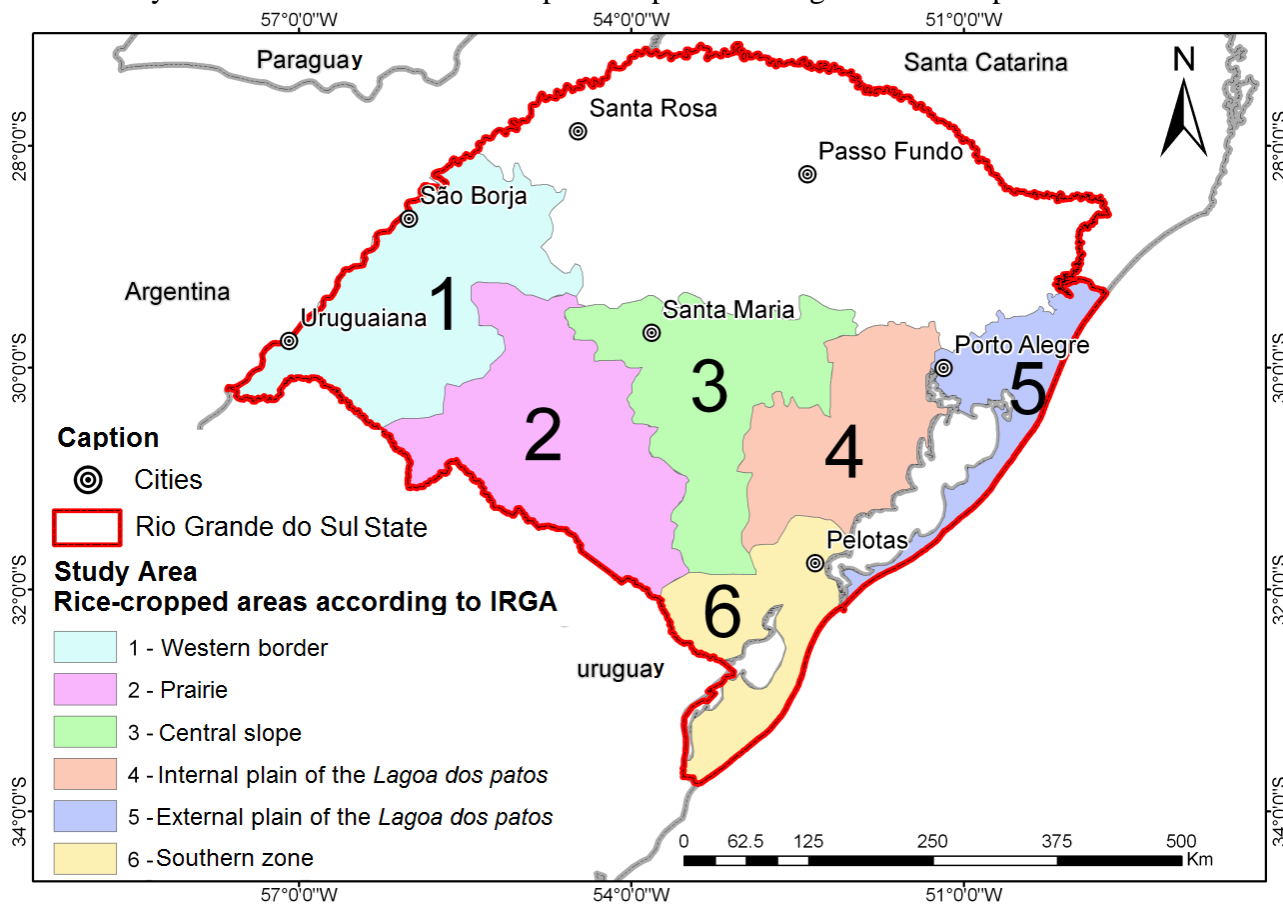 57°0'0"W 54°0'0"W 51°0'0"W
Paraguay
Santa Catarina
N
Santa Rosa
28°0'0"S
28°0'0"S
Passo Fundo
São Borja
Argentina
1
Uruguaiana
Santa Maria
Porto Alegre
30°0'0"S
30°0'0"S
3
5
2
4
Caption
Cities
Rio Grande do Sul State
Pelotas
Study Area
Rice-cropped areas according to IRGA
32°0'0"S
32°0'0"S
6
1 - Western border
uruguay
2 - Prairie
3 - Central slope
4 - Internal plain of the Lagoa dos patos
5 - External plain of the Lagoa dos patos
6 - Southern zone
34°0'0"S
34°0'0"S
0 62.5 125 250 375 500
Km
57°0'0"W 54°0'0"W 51°0'0"W